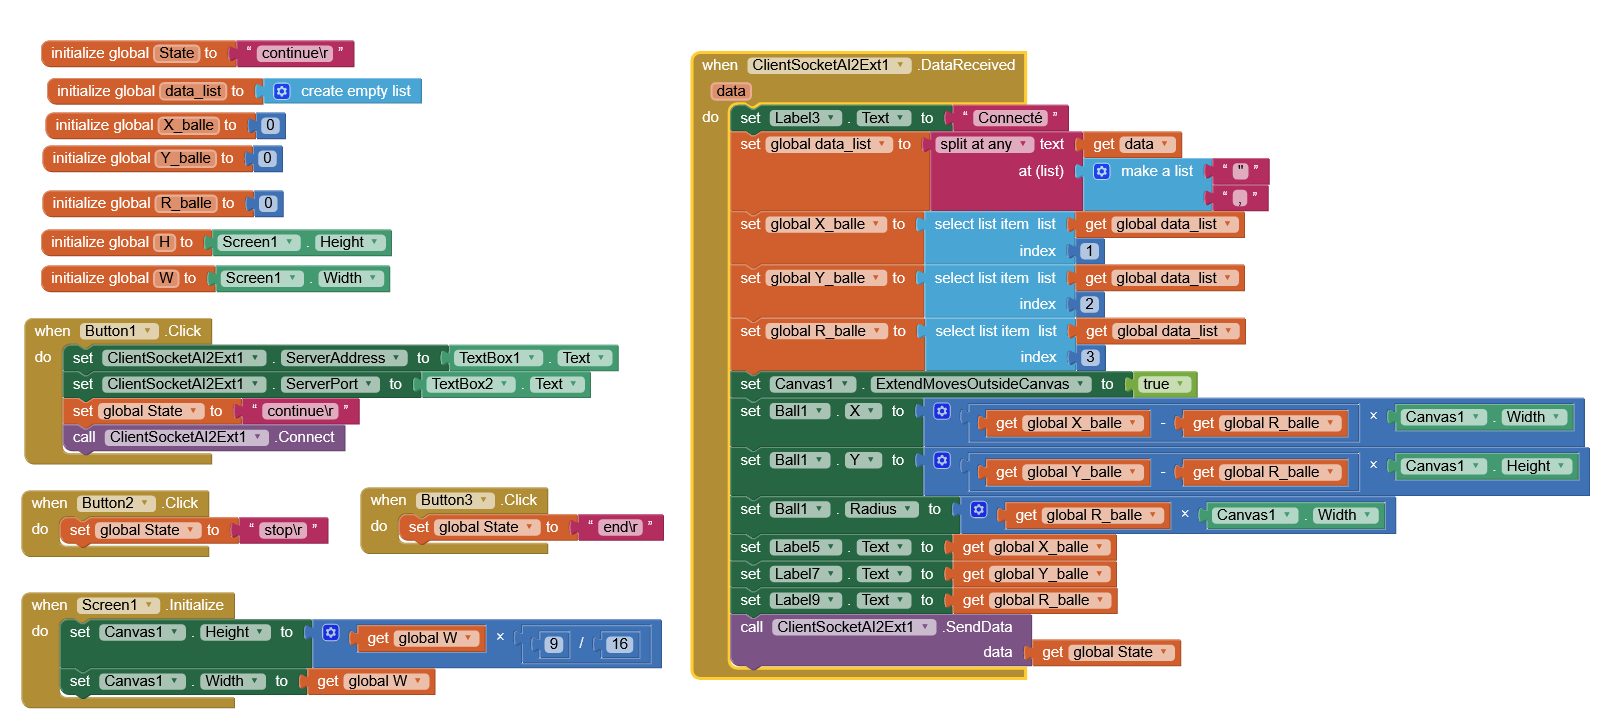 initialize global State to " continue\r "
initialize global data_list to create empty list
initialize global X_balle to 0
initialize global Y_balle to 0
initialize global R_balle to 0
initialize global H to Screen1 . Height
initialize global W to Screen1 . Width
when Button1 .Click
do set ClientSocketAI2Ext1 . ServerAddress to TextBox1 . Text
set ClientSocketAI2Ext1 . ServerPort to TextBox2 . Text
set global State to " continue\r "
call ClientSocketAI2Ext1 .Connect
when Button2 .Click
do set global State to " stop\r "
when Button3 .Click
do set global State to " end\r "
when Screen1 .Initialize
do set Canvas1 . Height to get global W × 9 / 16
set Canvas1 . Width to get global W
when ClientSocketAI2Ext1 .DataReceived
data
do set Label3 . Text to " Connecté "
set global data_list to split at any text get data
at (list) make a list " " "
" , "
set global X_balle to select list item list get global data_list
index 1
set global Y_balle to select list item list get global data_list
index 2
set global R_balle to select list item list get global data_list
index 3
set Canvas1 . ExtendMovesOutsideCanvas to true
set Ball1 . X to get global X_balle - get global R_balle × Canvas1 . Width
set Ball1 . Y to get global Y_balle - get global R_balle × Canvas1 . Height
set Ball1 . Radius to get global R_balle × Canvas1 . Width
set Label5 . Text to get global X_balle
set Label7 . Text to get global Y_balle
set Label9 . Text to get global R_balle
call ClientSocketAI2Ext1 .SendData
data get global State